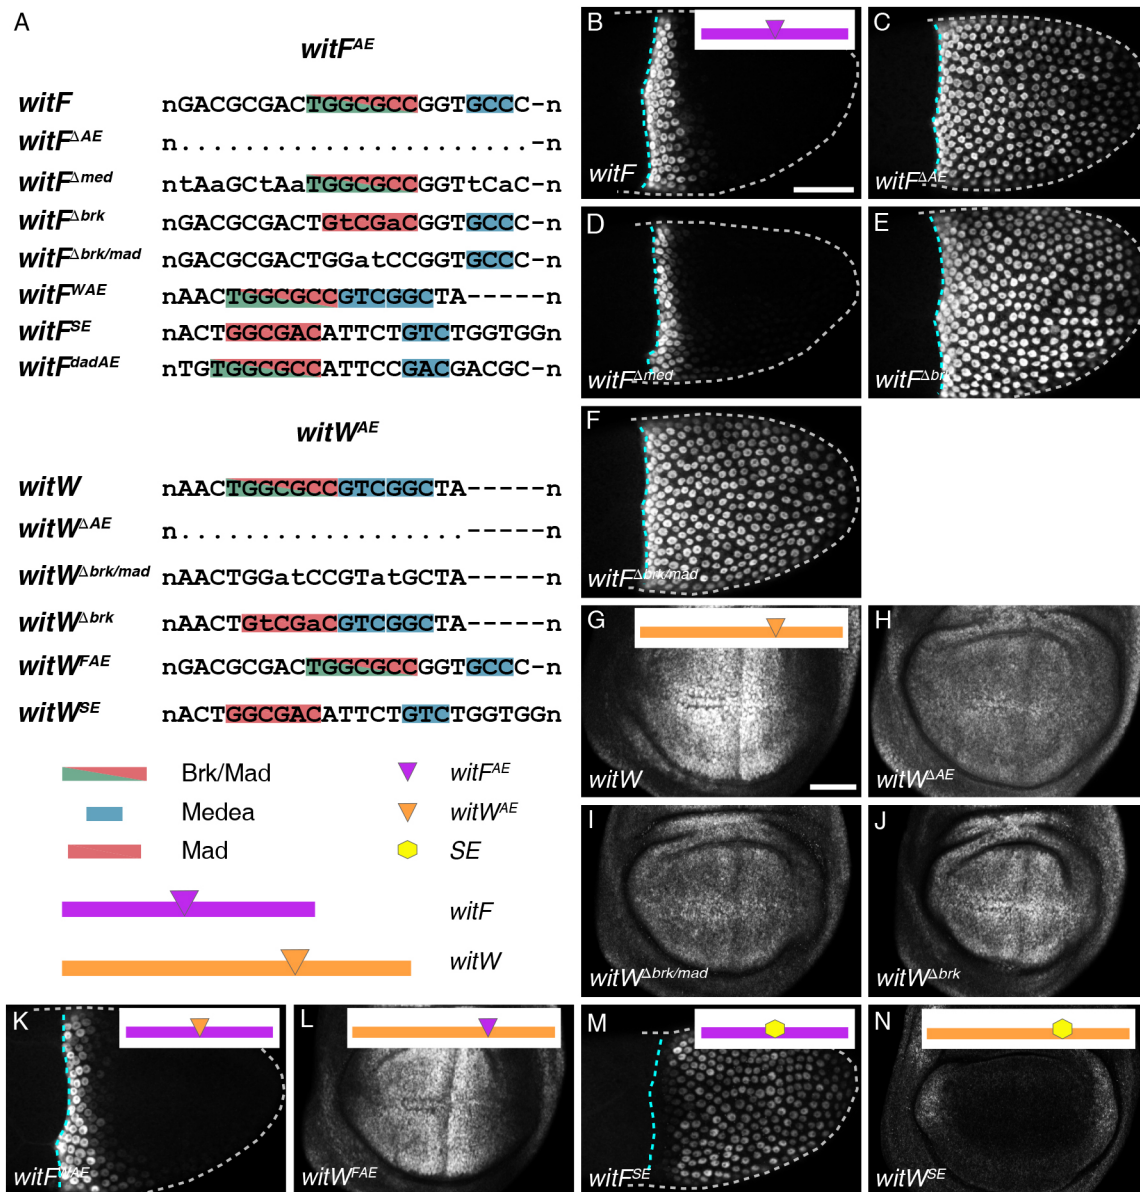 A
witF^AE
witF nGACGCGACTGGCGCCGGTGCCC-n
witF^ΔAE n......................-n
witF^Δmed ntAaGCtAaTGGCGCCGGTtCaC-n
witF^Δbrk nGACGCGACTGtCGaCGGTGCCC-n
witF^Δbrk/mad nGACGCGACTGGatCCGGTGCCC-n
witF^WAE nAACTGGCGCCGTCGGCTA-----n
witF^SE nACTGGCGACATTCTGTCTGGTGGn
witF^dadAE nTGTGGCGCCATTCCGACGACGC-n
witW^AE
witW nAACTGGCGCCGTCGGCTA-----n
witW^ΔAE n..................-----n
witW^Δbrk/mad nAACTGGatCCGTatGCTA-----n
witW^Δbrk nAACTGtCGaCGTCGGCTA-----n
witW^FAE nGACGCGACTGGCGCCGGTGCCC-n
witW^SE nACTGGCGACATTCTGTCTGGTGGn
Brk/Mad witF^AE
Medea witW^AE
Mad SE
witF
witW
B
witF
C
witF^ΔAE
D
witF^Δmed
E
witF^Δbrk
F
witF^Δbrk/mad
G
witW
H
witW^ΔAE
I
witW^Δbrk/mad
J
witW^Δbrk
K
witF^WAE
L
witW^FAE
M
witF^SE
N
witW^SE